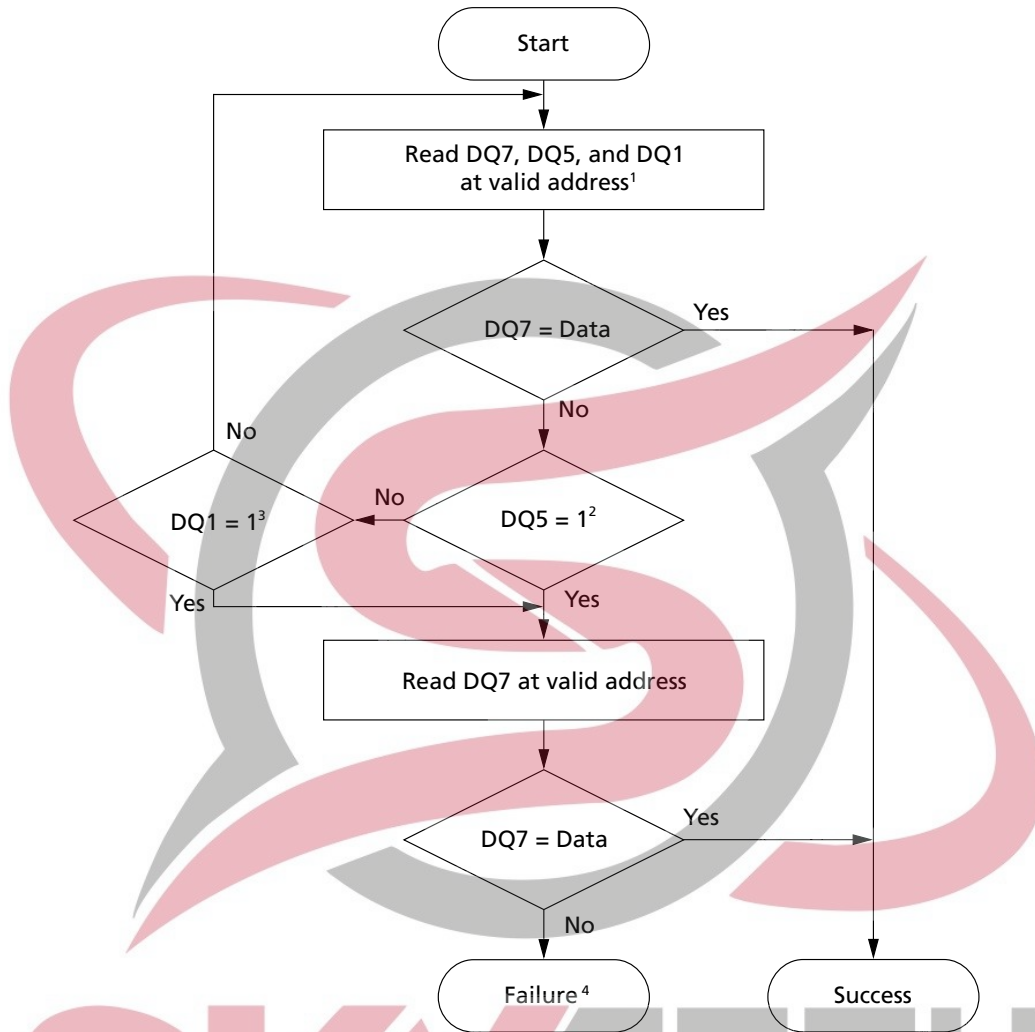 Start
Read DQ7, DQ5, and DQ1
at valid address¹
DQ7 = Data
Yes
No
DQ5 = 1²
No
DQ1 = 1³
No
Yes
Yes
Read DQ7 at valid address
DQ7 = Data
Yes
No
Failure⁴
Success